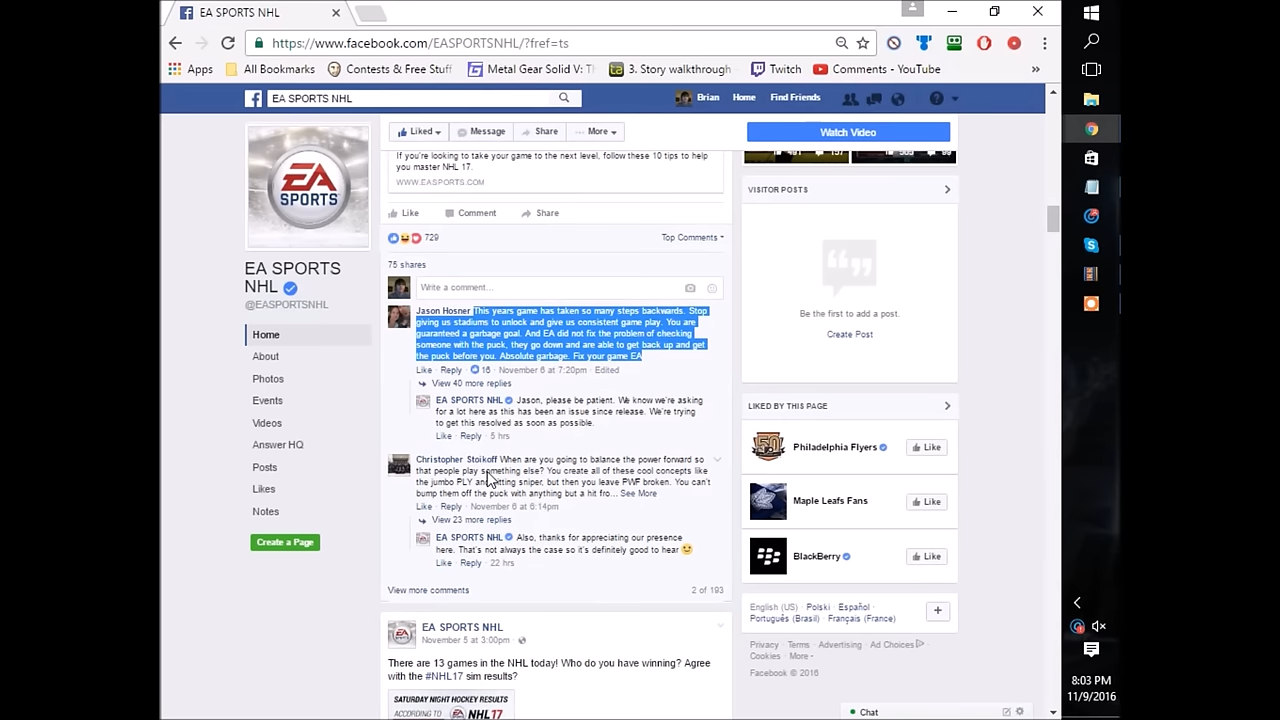 EA SPORTS NHL
https://www.facebook.com/EASPORTSNHL/?fref=ts
Apps All Bookmarks Contests & Free Stuff Metal Gear Solid V: T 3. Story walkthrough Twitch Comments - YouTube »
EA SPORTS NHL
Brian Home Find Friends
Liked Message Share More
Watch Video
If you're looking to take your game to the next level, follow these 10 tips to help
you master NHL 17.
WWW.EASPORTS.COM
Like Comment Share
729 Top Comments
75 shares
Write a comment...
Jason Hosner This years game has taken so many steps backwards. Stop
giving us stadiums to unlock and give us consistent game play. You are
guaranteed a garbage goal. And EA did not fix the problem of checking
someone with the puck, they go down and are able to get back up and get
the puck before you. Absolute garbage. Fix your game EA
Like Reply 16 November 6 at 7:20pm Edited
View 40 more replies
EA SPORTS NHL Jason, please be patient. We know we're asking
for a lot here as this has been an issue since release. We're trying
to get this resolved as soon as possible.
Like Reply 5 hrs
Christopher Stoikoff When are you going to balance the power forward so
that people play something else? You create all of these cool concepts like
the jumbo PLY and hitting sniper, but then you leave PWF broken. You can't
bump them off the puck with anything but a hit fro... See More
Like Reply November 6 at 6:14pm
View 23 more replies
EA SPORTS NHL Also, thanks for appreciating our presence
here. That's not always the case so it's definitely good to hear
Like Reply 22 hrs
View more comments 2 of 193
EA SPORTS NHL
November 5 at 3:00pm
There are 13 games in the NHL today! Who do you have winning? Agree
with the #NHL17 sim results?
SATURDAY NIGHT HOCKEY RESULTS
ACCORDING TO EA SPORTS NHL17
EA
SPORTS
EA SPORTS
NHL
@EASPORTSNHL
Home
About
Photos
Events
Videos
Answer HQ
Posts
Likes
Notes
Create a Page
VISITOR POSTS
Be the first to add a post.
Create Post
LIKED BY THIS PAGE
Philadelphia Flyers Like
Maple Leafs Fans Like
BlackBerry Like
English (US) · Polski · Español ·
Português (Brasil) · Français (France)
Privacy · Terms · Advertising · Ad Choices
Cookies · More
Facebook © 2016
Chat
8:03 PM
11/9/2016